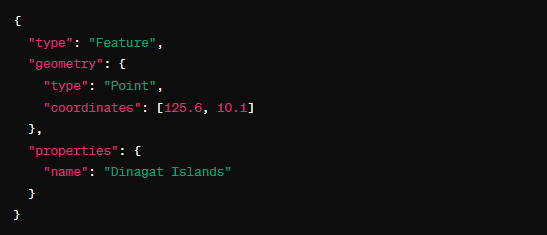 {
  "type": "Feature",
  "geometry": {
    "type": "Point",
    "coordinates": [125.6, 10.1]
  },
  "properties": {
    "name": "Dinagat Islands"
  }
}